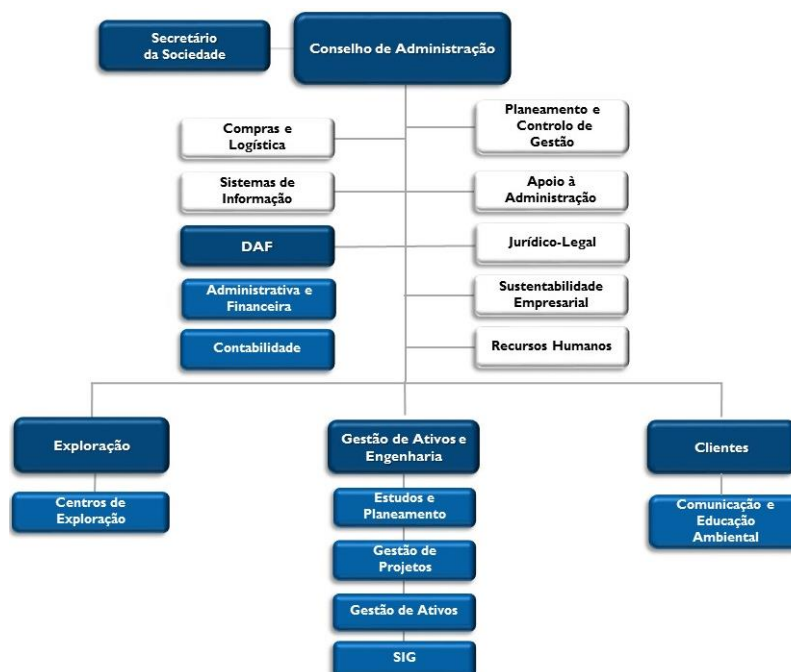 Secretário
da Sociedade
Conselho de Administração
Compras e
Logística
Planeamento e
Controlo de
Gestão
Sistemas de
Informação
Apoio à
Administração
DAF
Jurídico-Legal
Administrativa e
Financeira
Sustentabilidade
Empresarial
Contabilidade
Recursos Humanos
Exploração
Gestão de Ativos e
Engenharia
Clientes
Centros de
Exploração
Estudos e
Planeamento
Comunicação e
Educação
Ambiental
Gestão de
Projetos
Gestão de Ativos
SIG